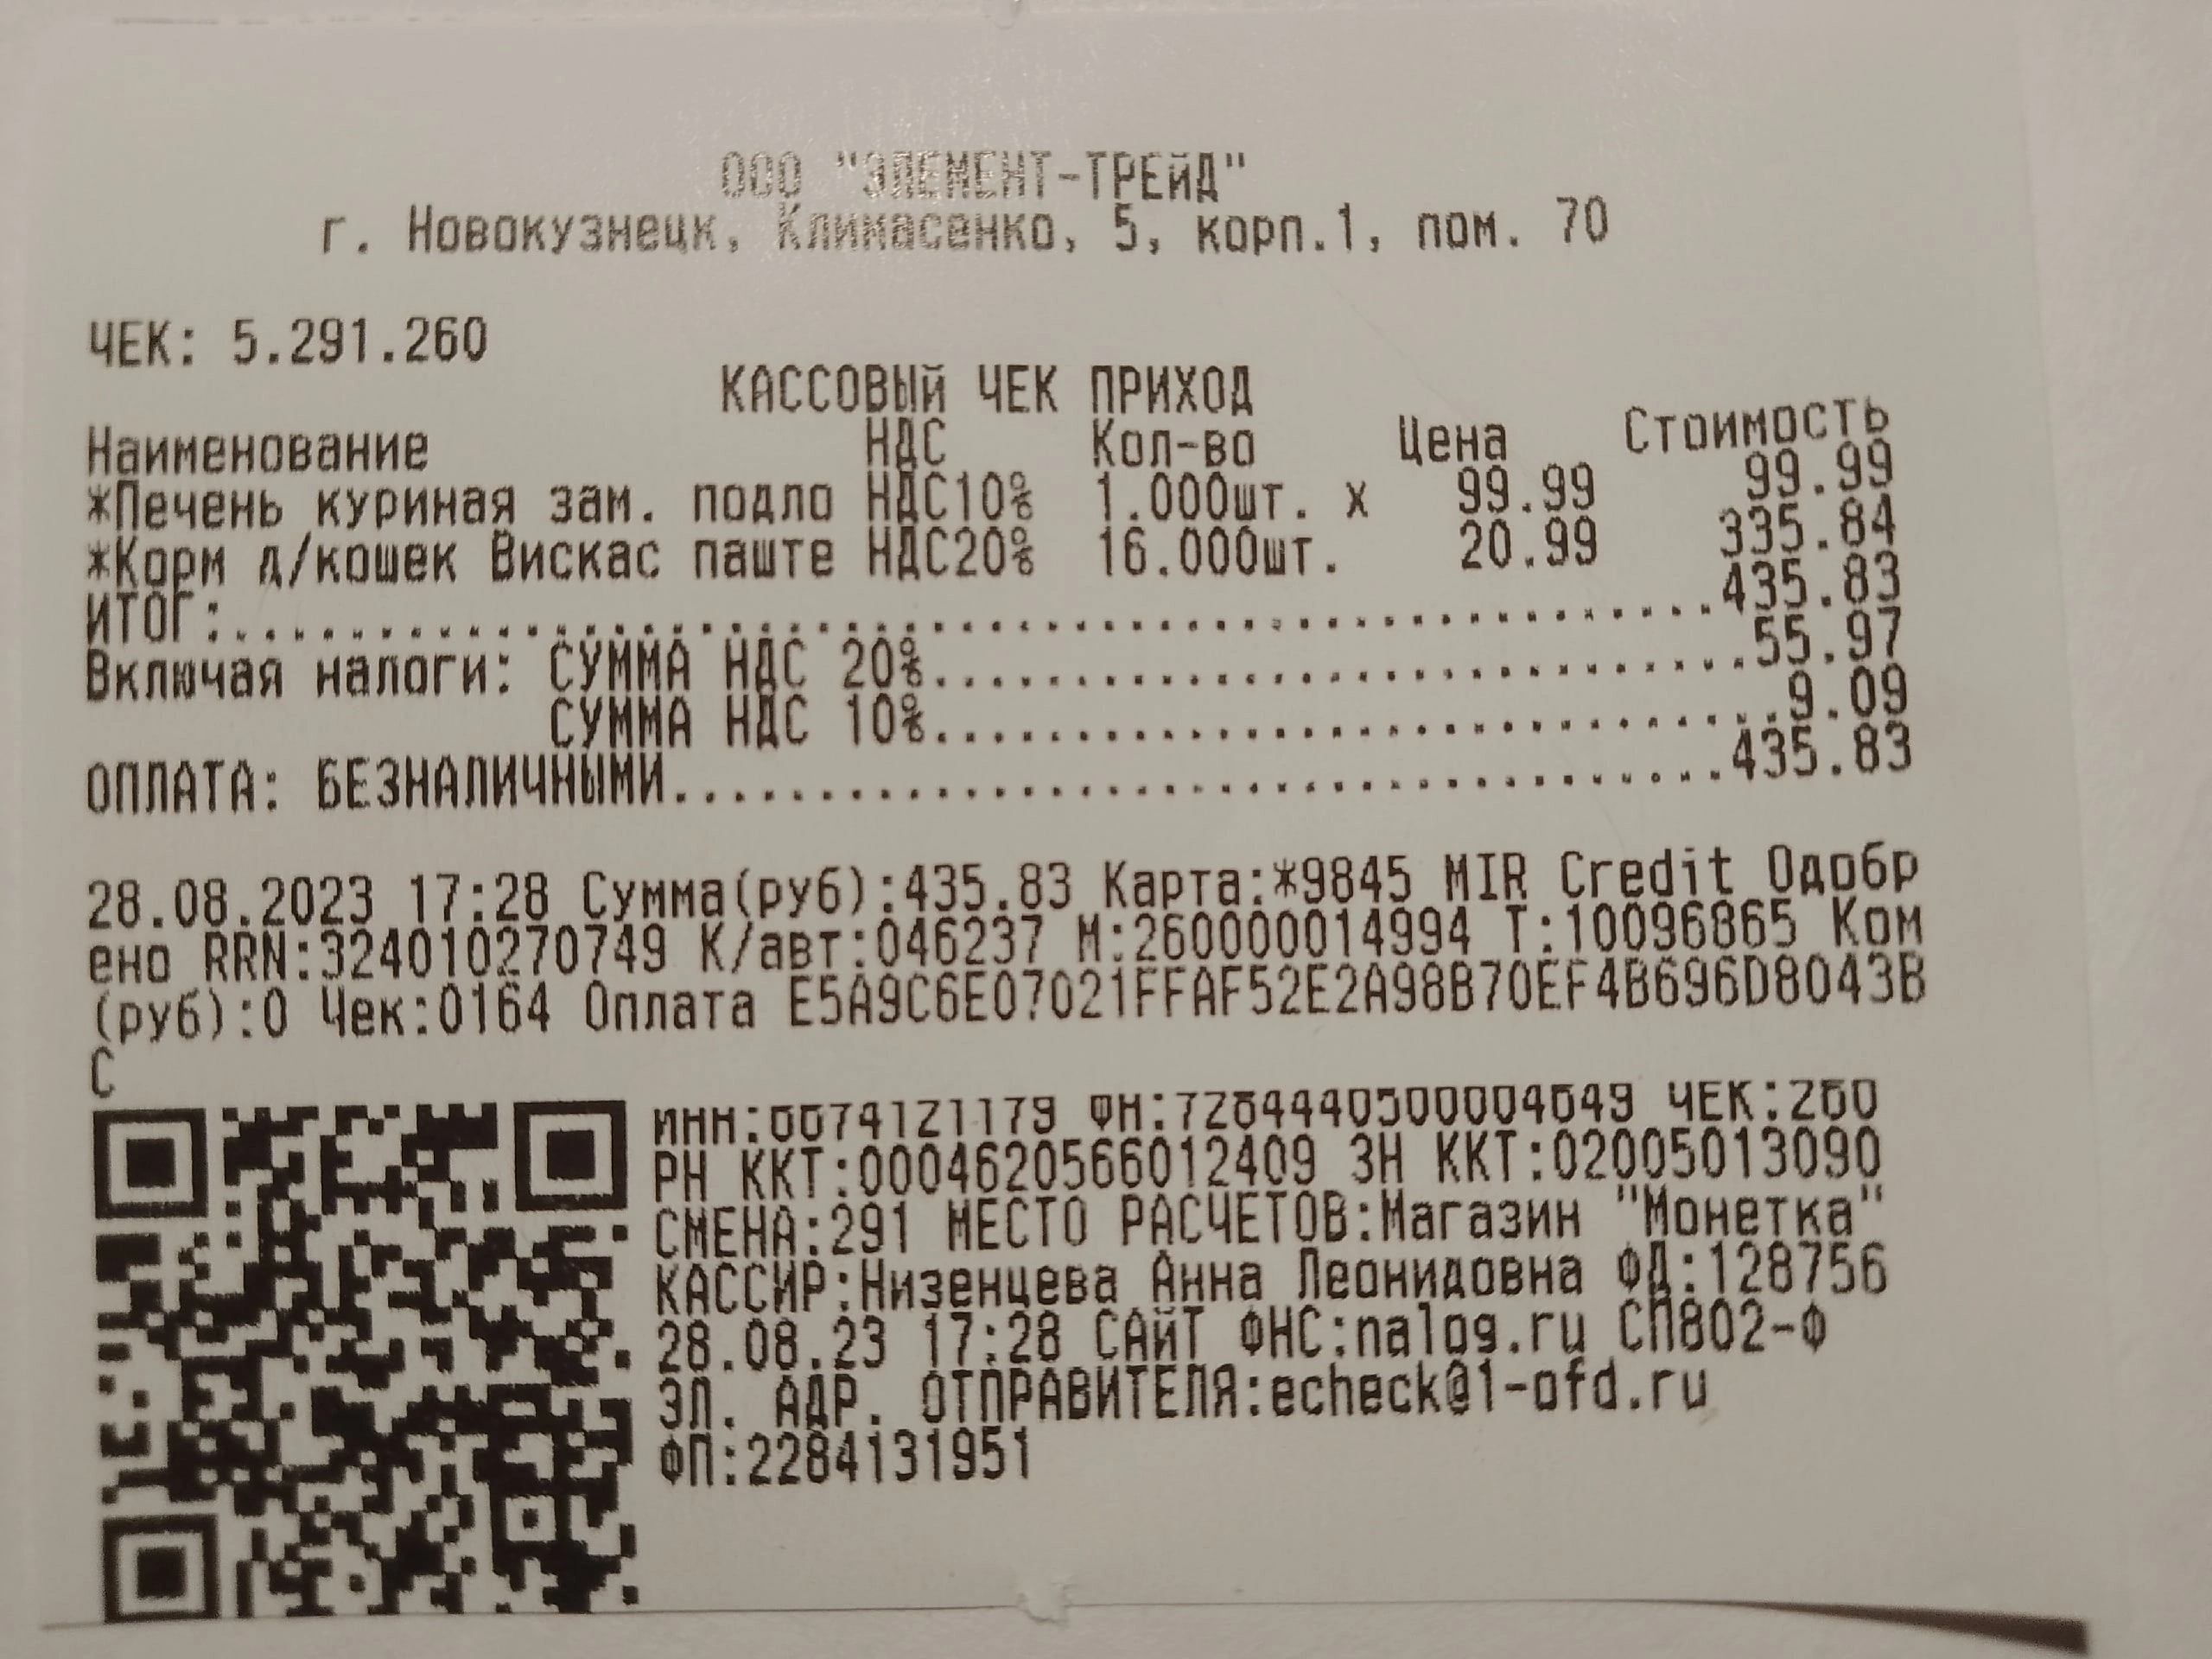 ООО "ЭЛЕМЕНТ-ТРЕЙД"
г. Новокузнецк, Климасенко, 5, корп.1, пом. 70
ЧЕК: 5.291.260
КАССОВЫЙ ЧЕК ПРИХОД
Наименование НДС Кол-во Цена Стоимость
*Печень куриная зам. подло НДС10% 1.000шт. х 99.99 99.99
*Корм д/кошек Вискас паште НДС20% 16.000шт. 20.99 335.84
ИТОГ:....................................................435.83
Включая налоги: СУММА НДС 20%.............................55.97
СУММА НДС 10%..............................9.09
ОПЛАТА: БЕЗНАЛИЧНЫМИ.....................................435.83
28.08.2023 17:28 Сумма(руб):435.83 Карта:*9845 MIR Credit Одобр
ено RRN:324010270749 К/авт:046237 М:260000014994 Т:10096865 Ком
(руб):0 Чек:0164 Оплата E5A9C6E07021FFAF52E2A98B70EF4B696D8043B
C
ИНН:6674121179 ФН:7284440500004649 ЧЕК:260
РН ККТ:0004620566012409 ЗН ККТ:02005013090
СМЕНА:291 МЕСТО РАСЧЕТОВ:Магазин "Монетка"
КАССИР:Низенцева Анна Леонидовна ФД:128756
28.08.23 17:28 САЙТ ФНС:nalog.ru СП802-Ф
ЭЛ. АДР. ОТПРАВИТЕЛЯ:echeck@1-ofd.ru
ФП:2284131951